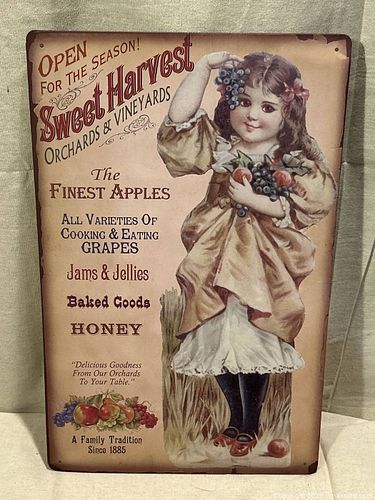 OPEN
FOR THE SEASON!
Sweet Harvest
ORCHARDS & VINEYARDS
The
FINEST APPLES
ALL VARIETIES OF
COOKING & EATING
GRAPES
Jams & Jellies
Baked Goods
HONEY
"Delicious Goodness
From Our Orchards
To Your Table."
A Family Tradition
Since 1885